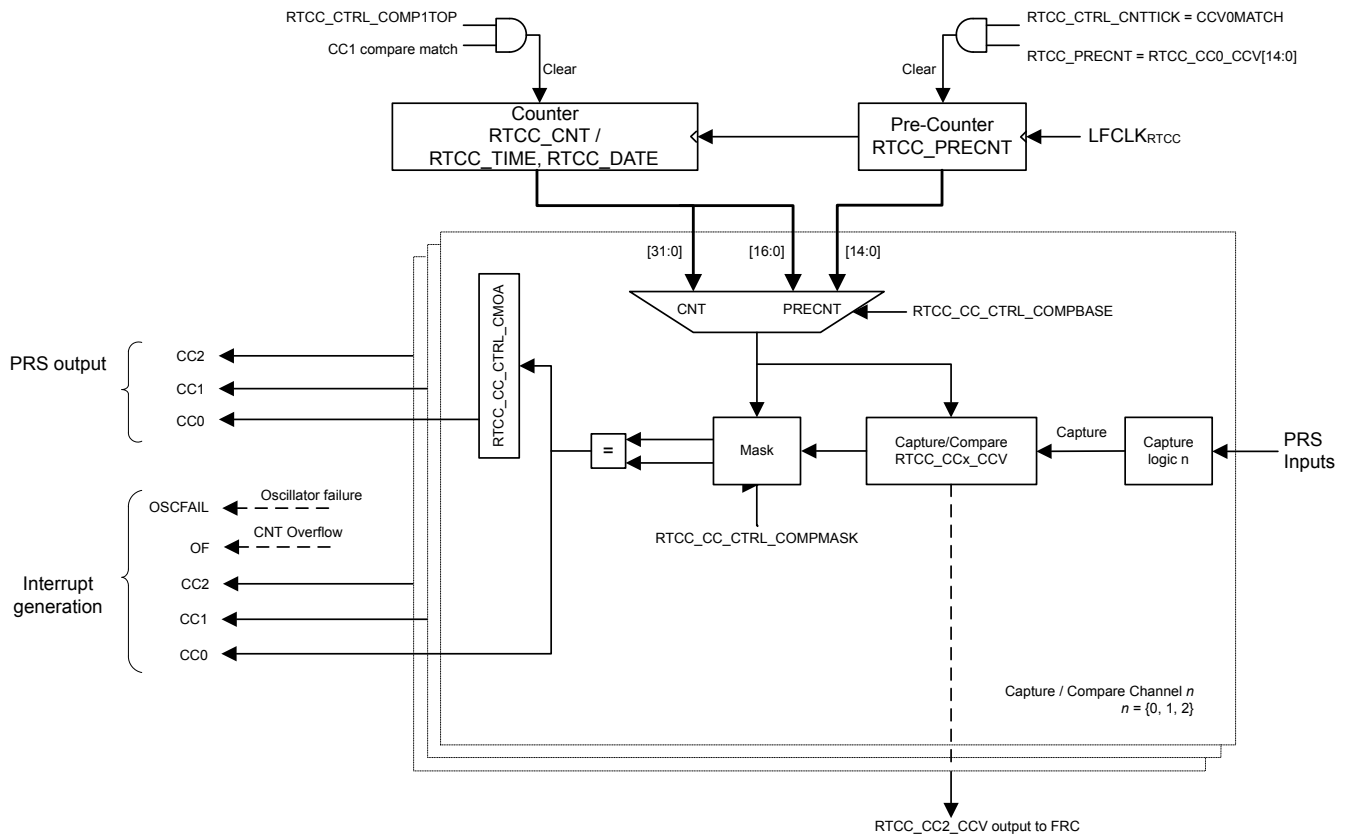 RTCC_CTRL_COMP1TOP
CC1 compare match
RTCC_CTRL_CNTTICK = CCV0MATCH
RTCC_PRECNT = RTCC_CC0_CCV[14:0]
Clear
Clear
Counter
RTCC_CNT /
RTCC_TIME, RTCC_DATE
Pre-Counter
RTCC_PRECNT
LFCLKRTCC
[31:0]
[16:0]
[14:0]
CNT
PRECNT
RTCC_CC_CTRL_COMPBASE
RTCC_CC_CTRL_CMOA
PRS output
CC2
CC1
CC0
=
Mask
Capture/Compare
RTCC_CCx_CCV
Capture
Capture
logic n
PRS
Inputs
RTCC_CC_CTRL_COMPMASK
Interrupt
generation
OSCFAIL
Oscillator failure
OF
CNT Overflow
CC2
CC1
CC0
Capture / Compare Channel n
n = {0, 1, 2}
RTCC_CC2_CCV output to FRC